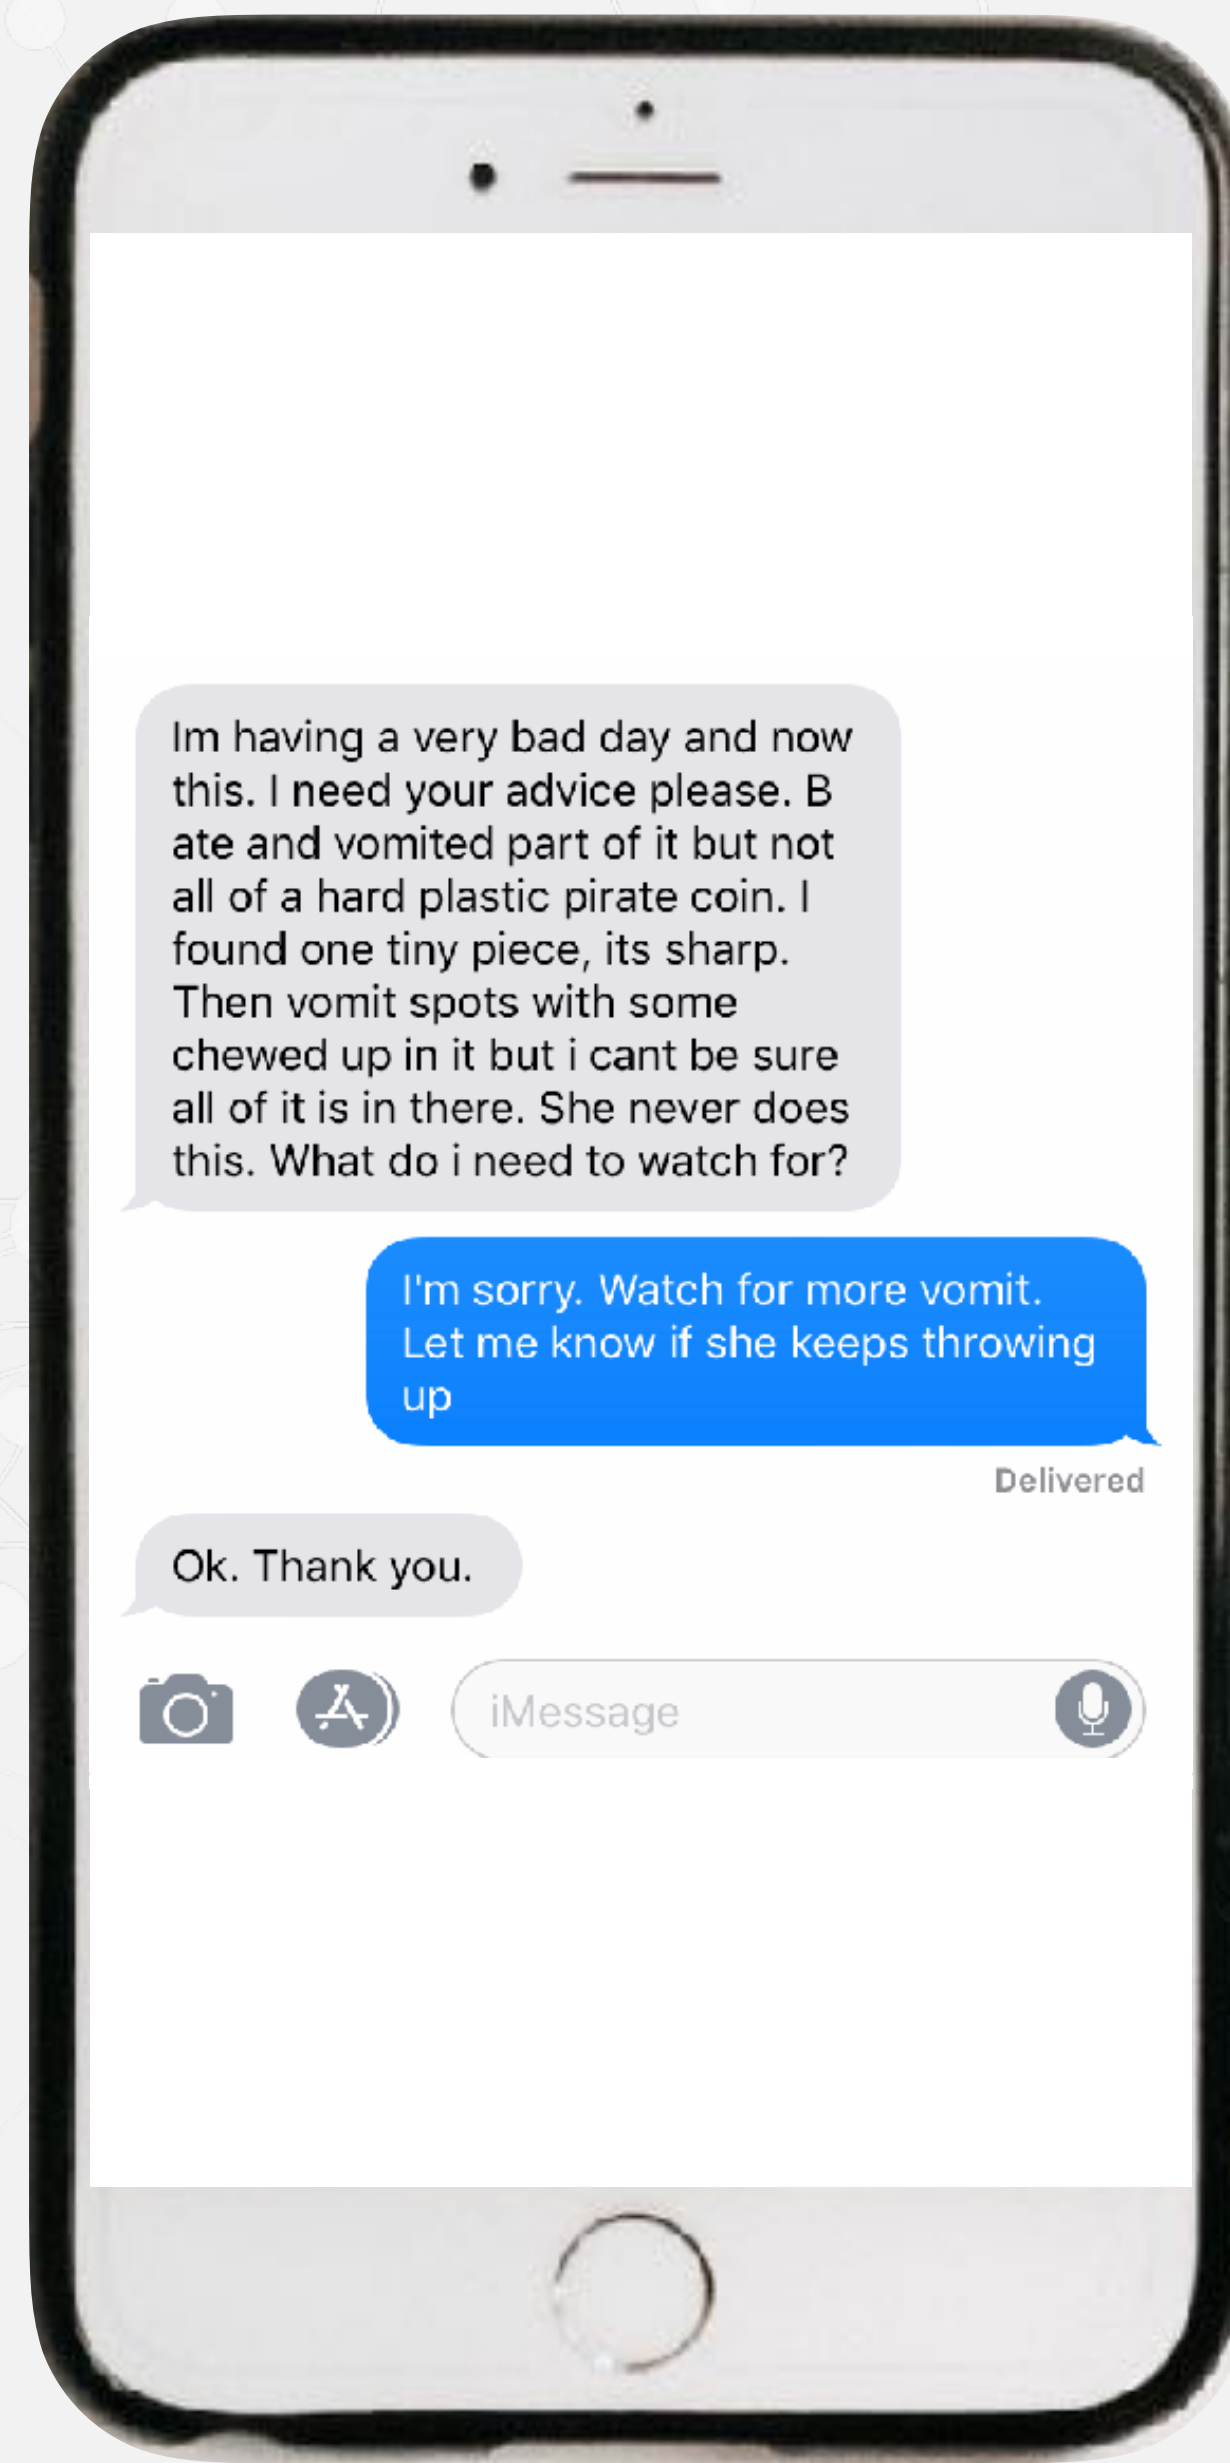 Im having a very bad day and now
this. I need your advice please. B
ate and vomited part of it but not
all of a hard plastic pirate coin. I
found one tiny piece, its sharp.
Then vomit spots with some
chewed up in it but i cant be sure
all of it is in there. She never does
this. What do i need to watch for?
I'm sorry. Watch for more vomit.
Let me know if she keeps throwing
up
Delivered
Ok. Thank you.
iMessage